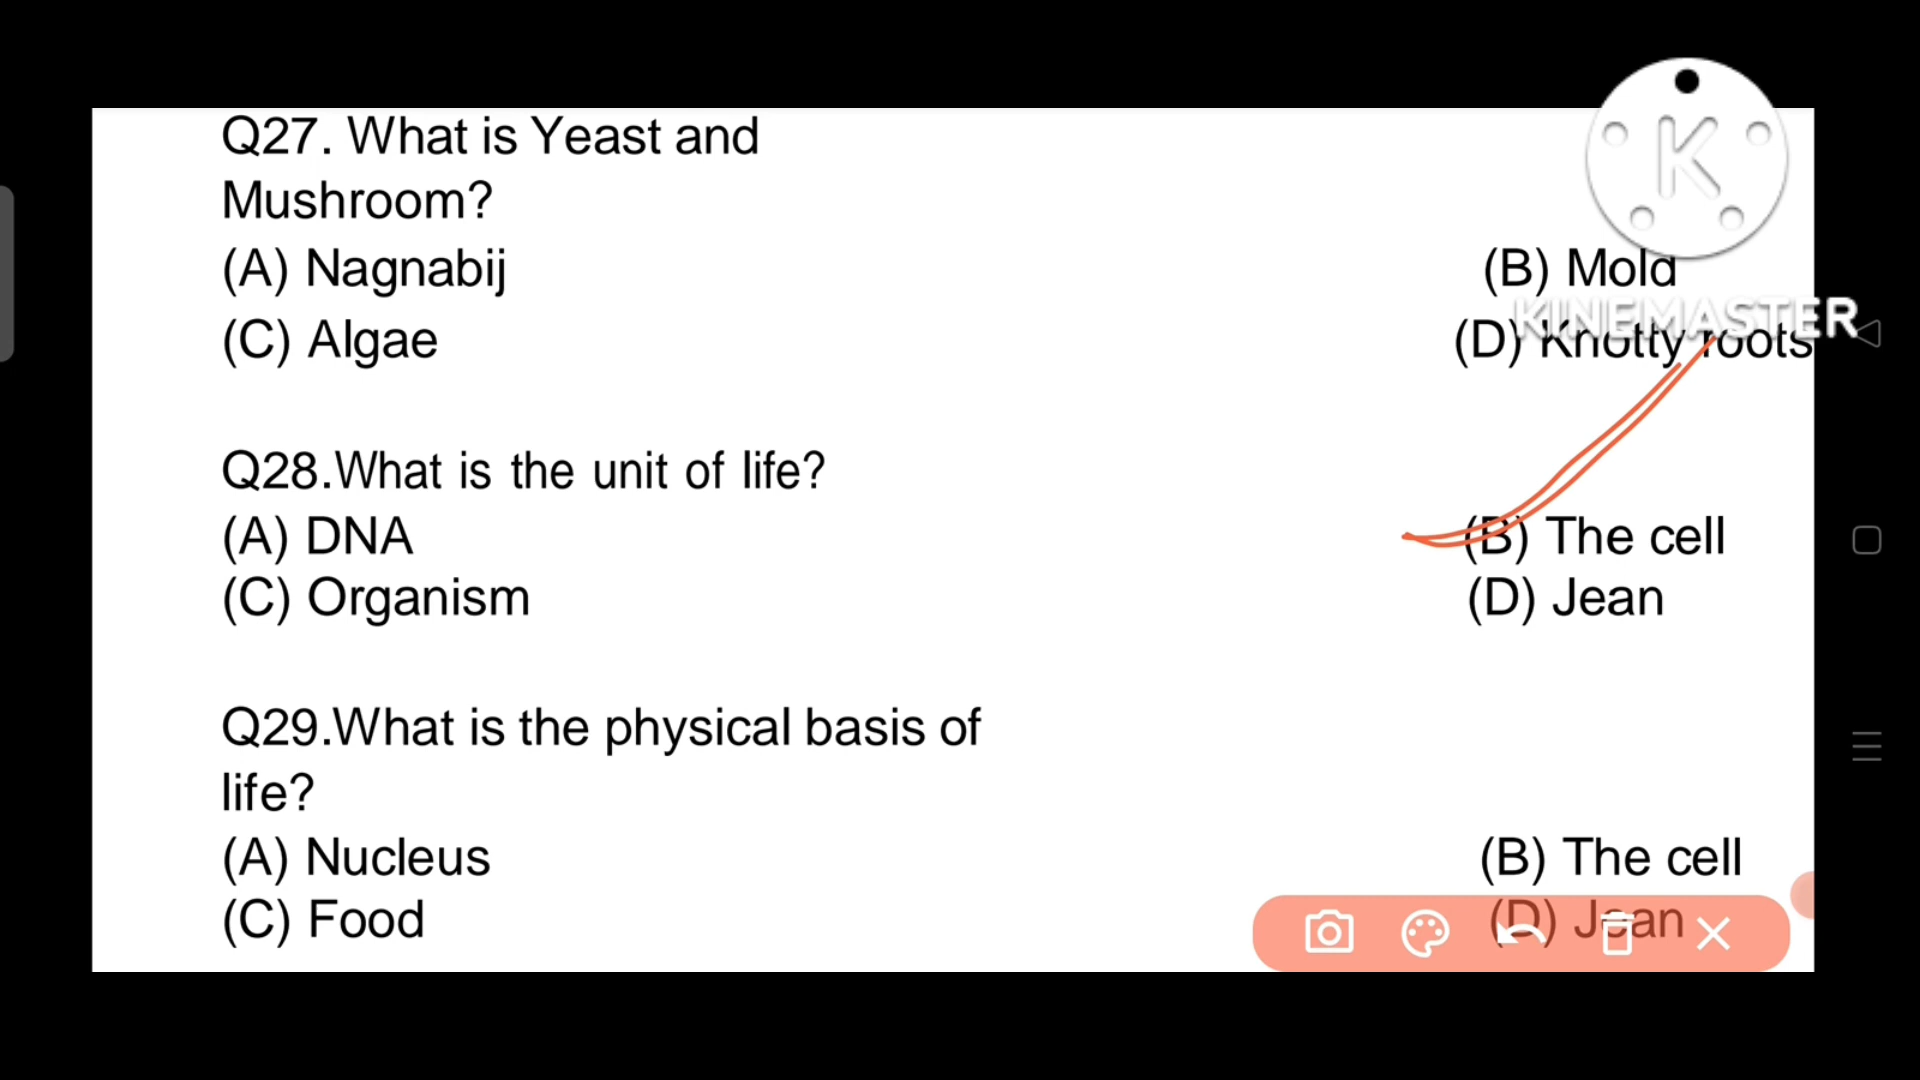 Q27. What is Yeast and
Mushroom?
(A) Nagnabij (B) Mold
(C) Algae (D) Knotty roots
KINEMASTER
Q28.What is the unit of life?
(A) DNA (B) The cell
(C) Organism (D) Jean
Q29.What is the physical basis of
life?
(A) Nucleus (B) The cell
(C) Food (D) Jean